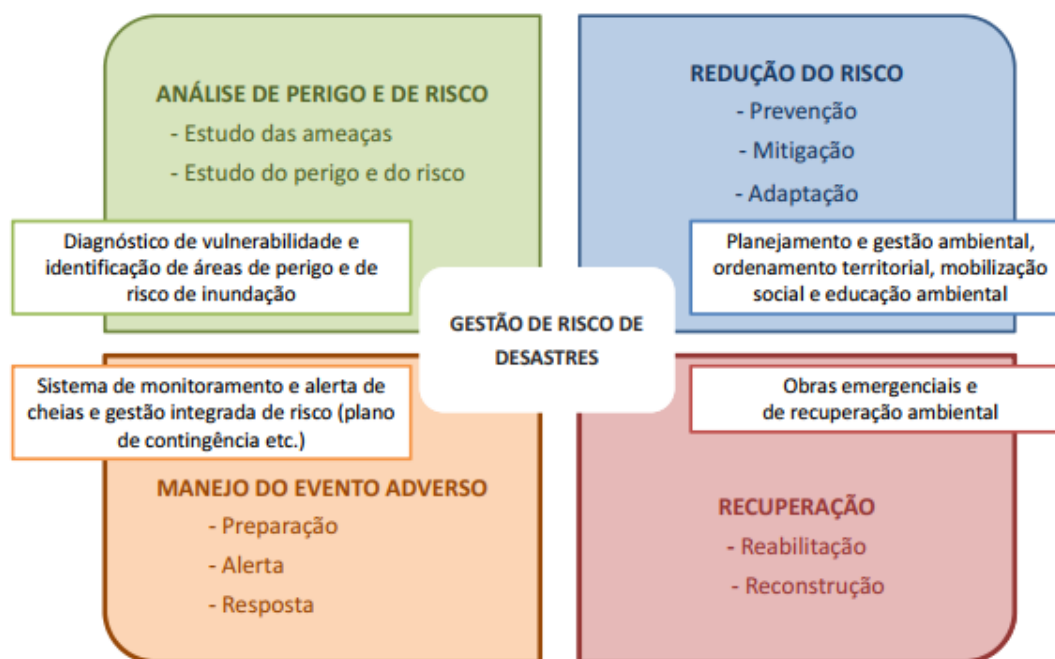 ANÁLISE DE PERIGO E DE RISCO
- Estudo das ameaças
- Estudo do perigo e do risco
Diagnóstico de vulnerabilidade e
identificação de áreas de perigo e de
risco de inundação
REDUÇÃO DO RISCO
- Prevenção
- Mitigação
- Adaptação
Planejamento e gestão ambiental,
ordenamento territorial, mobilização
social e educação ambiental
GESTÃO DE RISCO DE
DESASTRES
Sistema de monitoramento e alerta de
cheias e gestão integrada de risco (plano
de contingência etc.)
MANEJO DO EVENTO ADVERSO
- Preparação
- Alerta
- Resposta
Obras emergenciais e
de recuperação ambiental
RECUPERAÇÃO
- Reabilitação
- Reconstrução